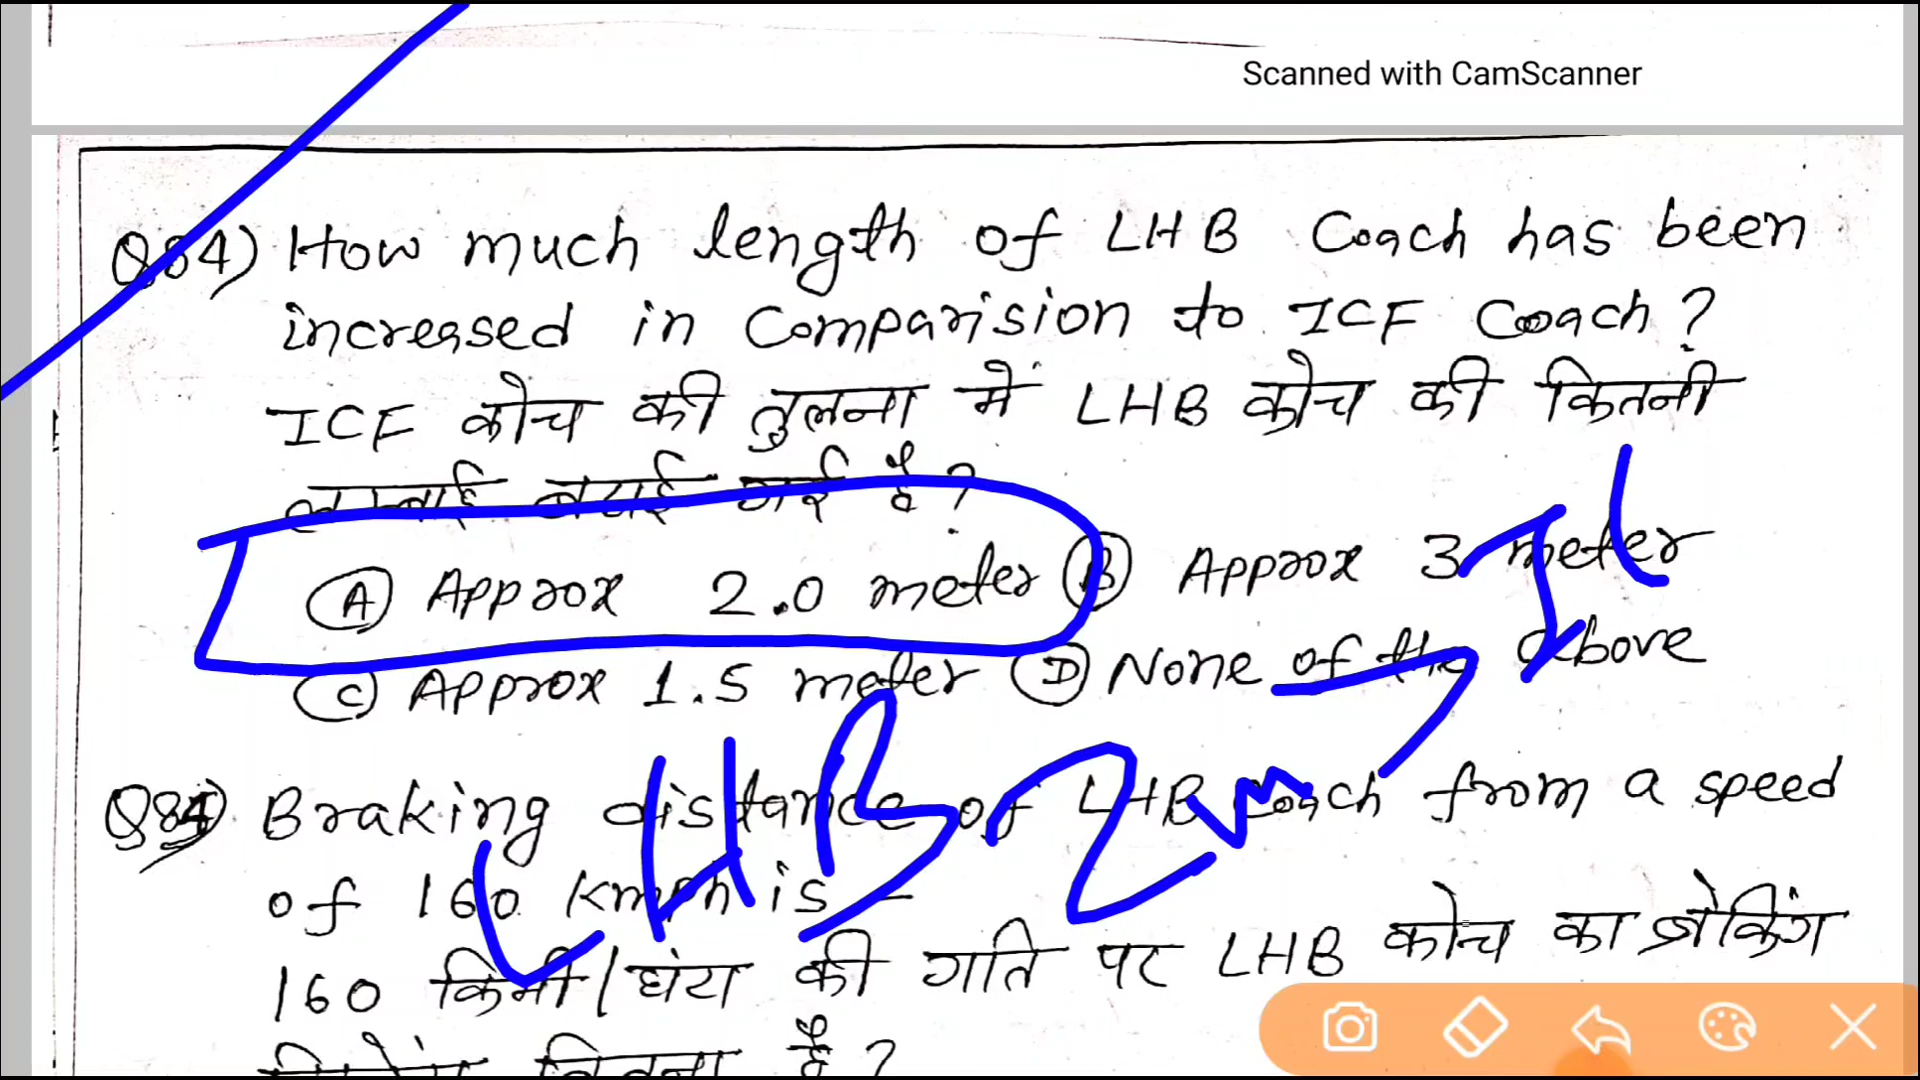 Scanned with CamScanner
Q84) How much length of LHB Coach has been
increased in Comparision to ICF Coach?
ICF कोच की तुलना में LHB कोच की कितनी
लम्बाई बढाई गई है?
(A) Approx 2.0 meter (B) Approx 3 meter
(C) Approx 1.5 meter (D) None of the above
LHB 2m
Braking distance of LHB Coach from a speed
of 160 kmph is –
160 किमी/घंटा की गति पर LHB कोच का ब्रेकिंग
कितना है?